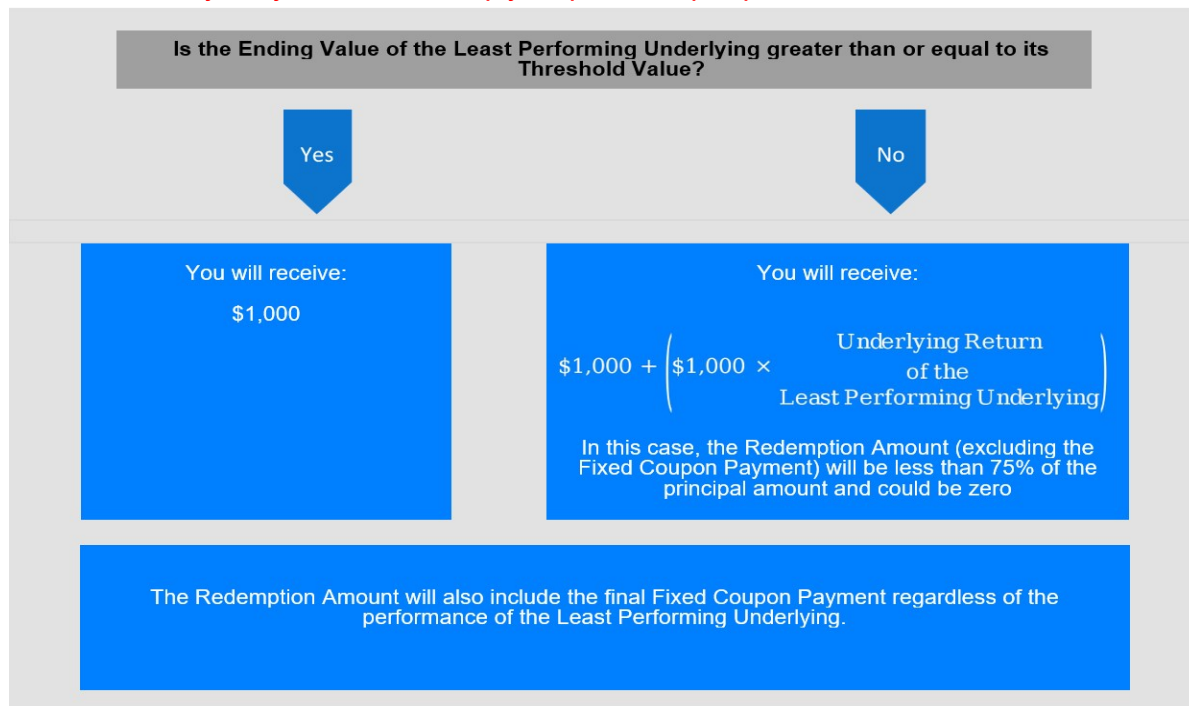 Is the Ending Value of the Least Performing Underlying greater than or equal to its
Threshold Value?
Yes
No
You will receive:
$1,000
You will receive:
$1,000 + ($1,000 × Underlying Return
of the
Least Performing Underlying)
In this case, the Redemption Amount (excluding the
Fixed Coupon Payment) will be less than 75% of the
principal amount and could be zero
The Redemption Amount will also include the final Fixed Coupon Payment regardless of the
performance of the Least Performing Underlying.